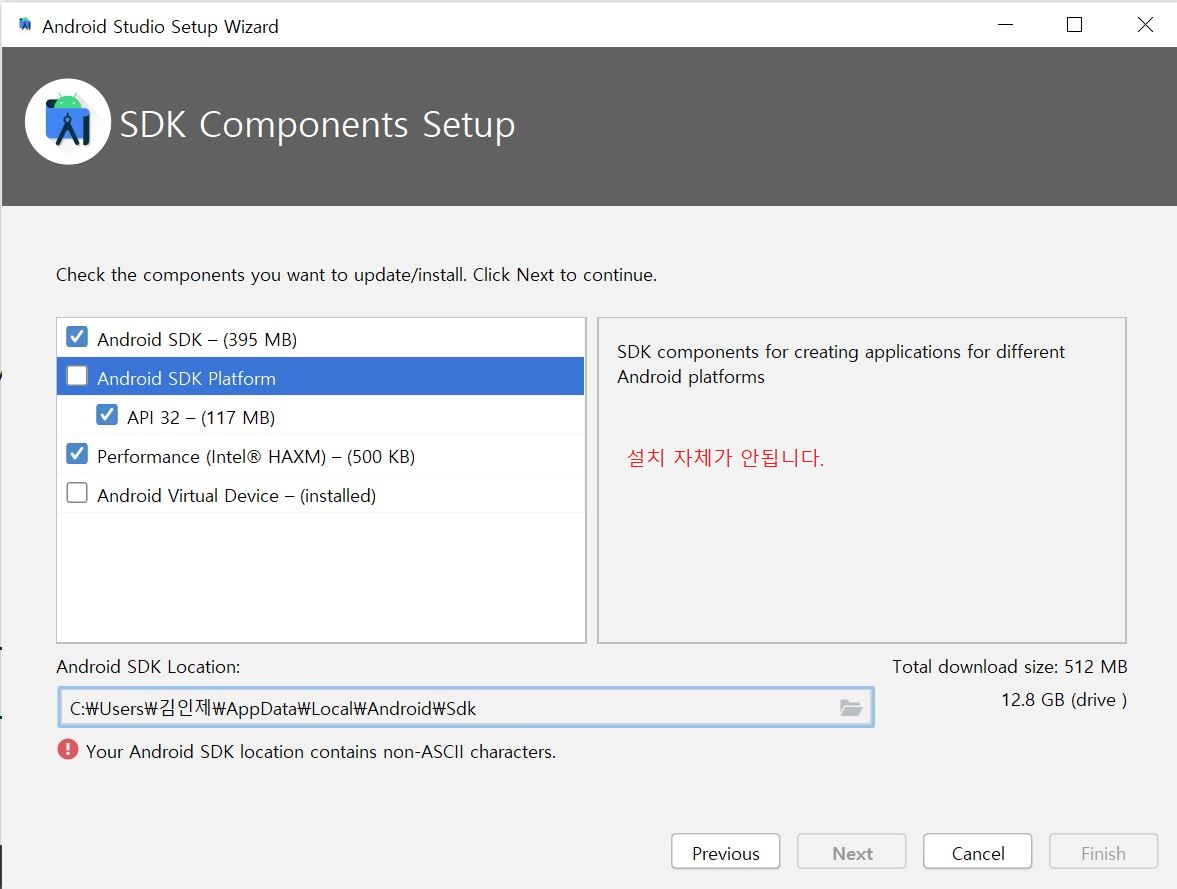 Android Studio Setup Wizard
SDK Components Setup
Check the components you want to update/install. Click Next to continue.
Android SDK – (395 MB)
Android SDK Platform
API 32 – (117 MB)
Performance (Intel® HAXM) – (500 KB)
Android Virtual Device – (installed)
SDK components for creating applications for different
Android platforms
설치 자체가 안됩니다.
Android SDK Location:
Total download size: 512 MB
C:₩Users₩김인제₩AppData₩Local₩Android₩Sdk
12.8 GB (drive )
Your Android SDK location contains non-ASCII characters.
Previous
Next
Cancel
Finish